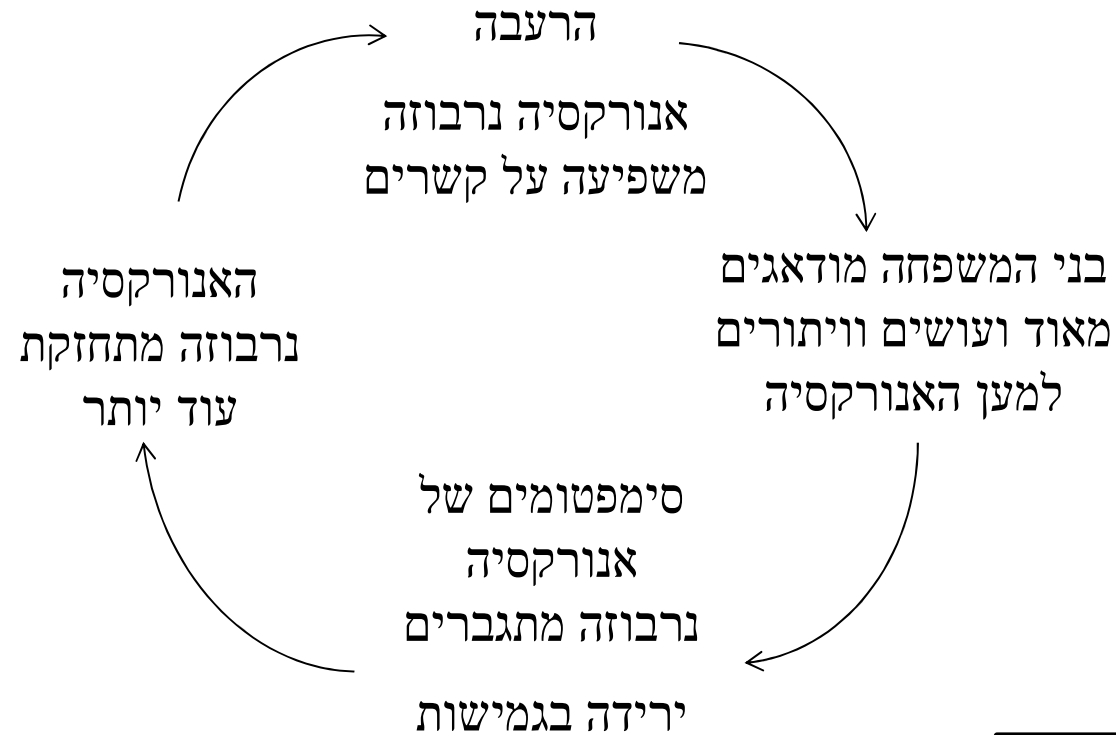 הרעבה
אנורקסיה נרבוזה
משפיעה על קשרים
בני המשפחה מודאגים
מאוד ועושים וויתורים
למען האנורקסיה
סימפטומים של
אנורקסיה
נרבוזה מתגברים
ירידה בגמישות
האנורקסיה
נרבוזה מתחזקת
עוד יותר